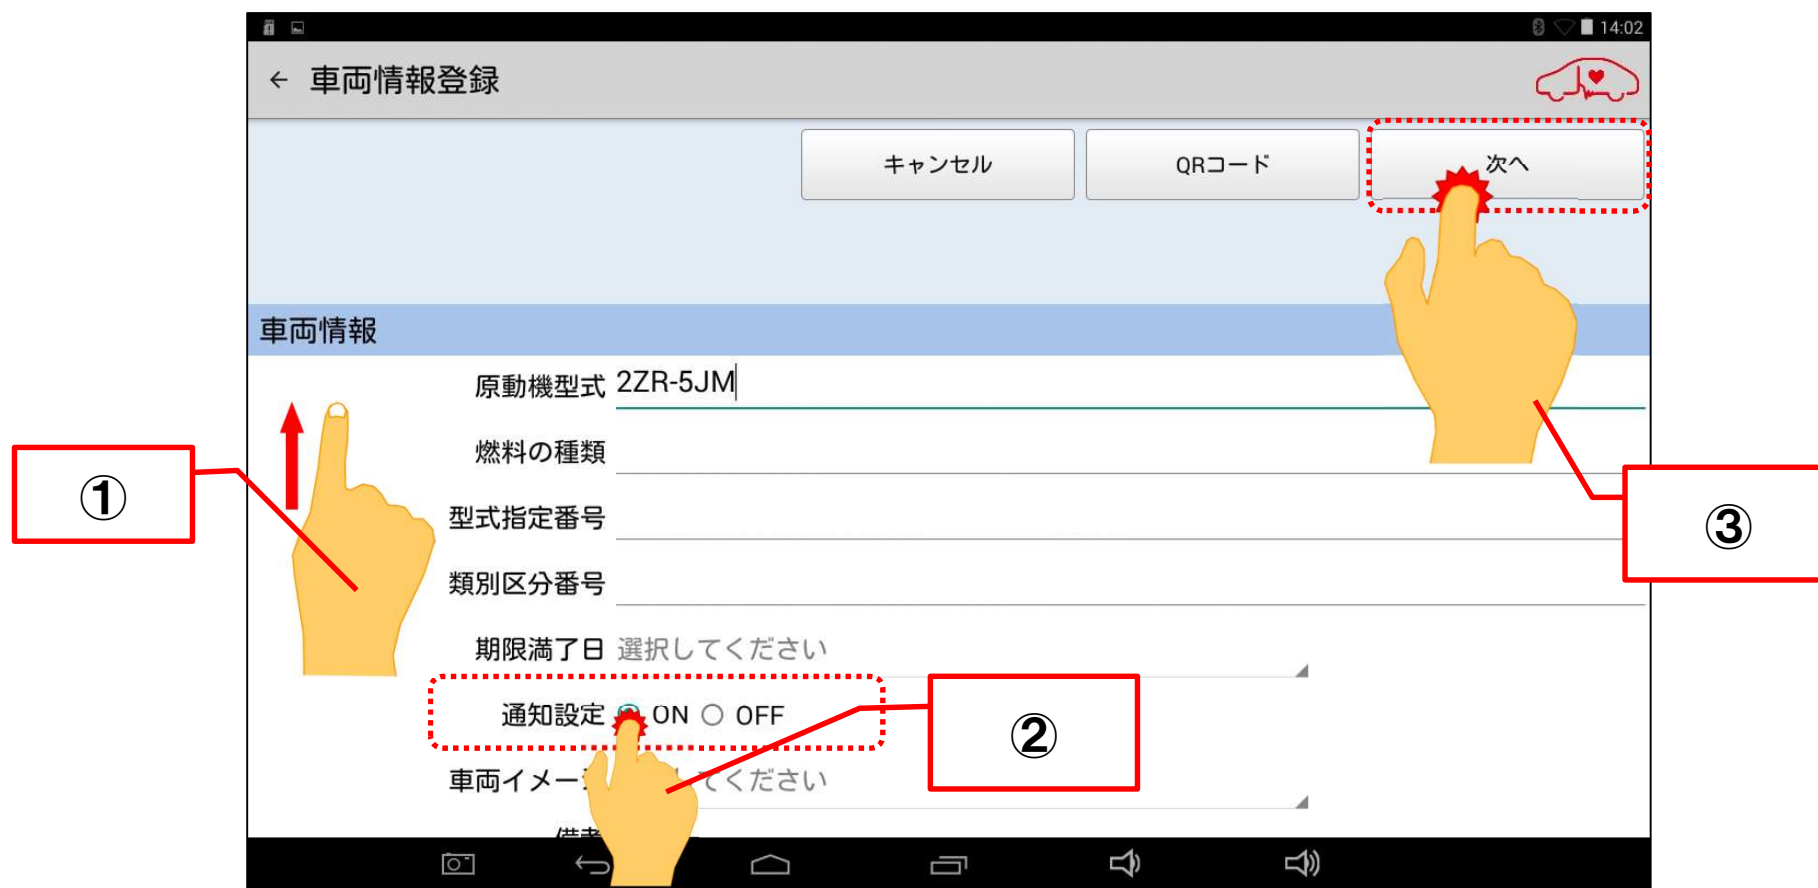 14:02
車両情報登録
キャンセル
QRコード
次へ
車両情報
原動機型式 2ZR-5JM
燃料の種類
①
型式指定番号
③
類別区分番号
期限満了日 選択してください
通知設定 ON OFF
②
車両イメー てください
備考